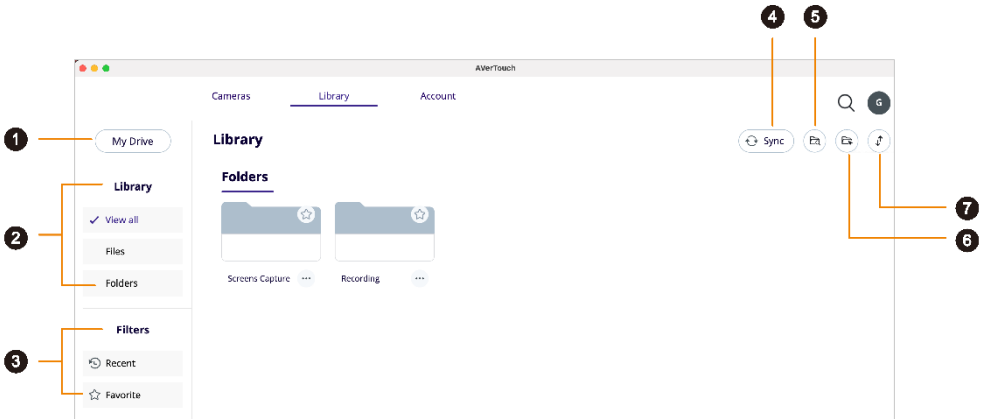 4 5
AVerTouch
Cameras Library Account
G
1 My Drive Library Sync
Folders
Library
7
View all
2 6
Files
Screens Capture ... Recording ...
Folders
Filters
3 Recent
Favorite